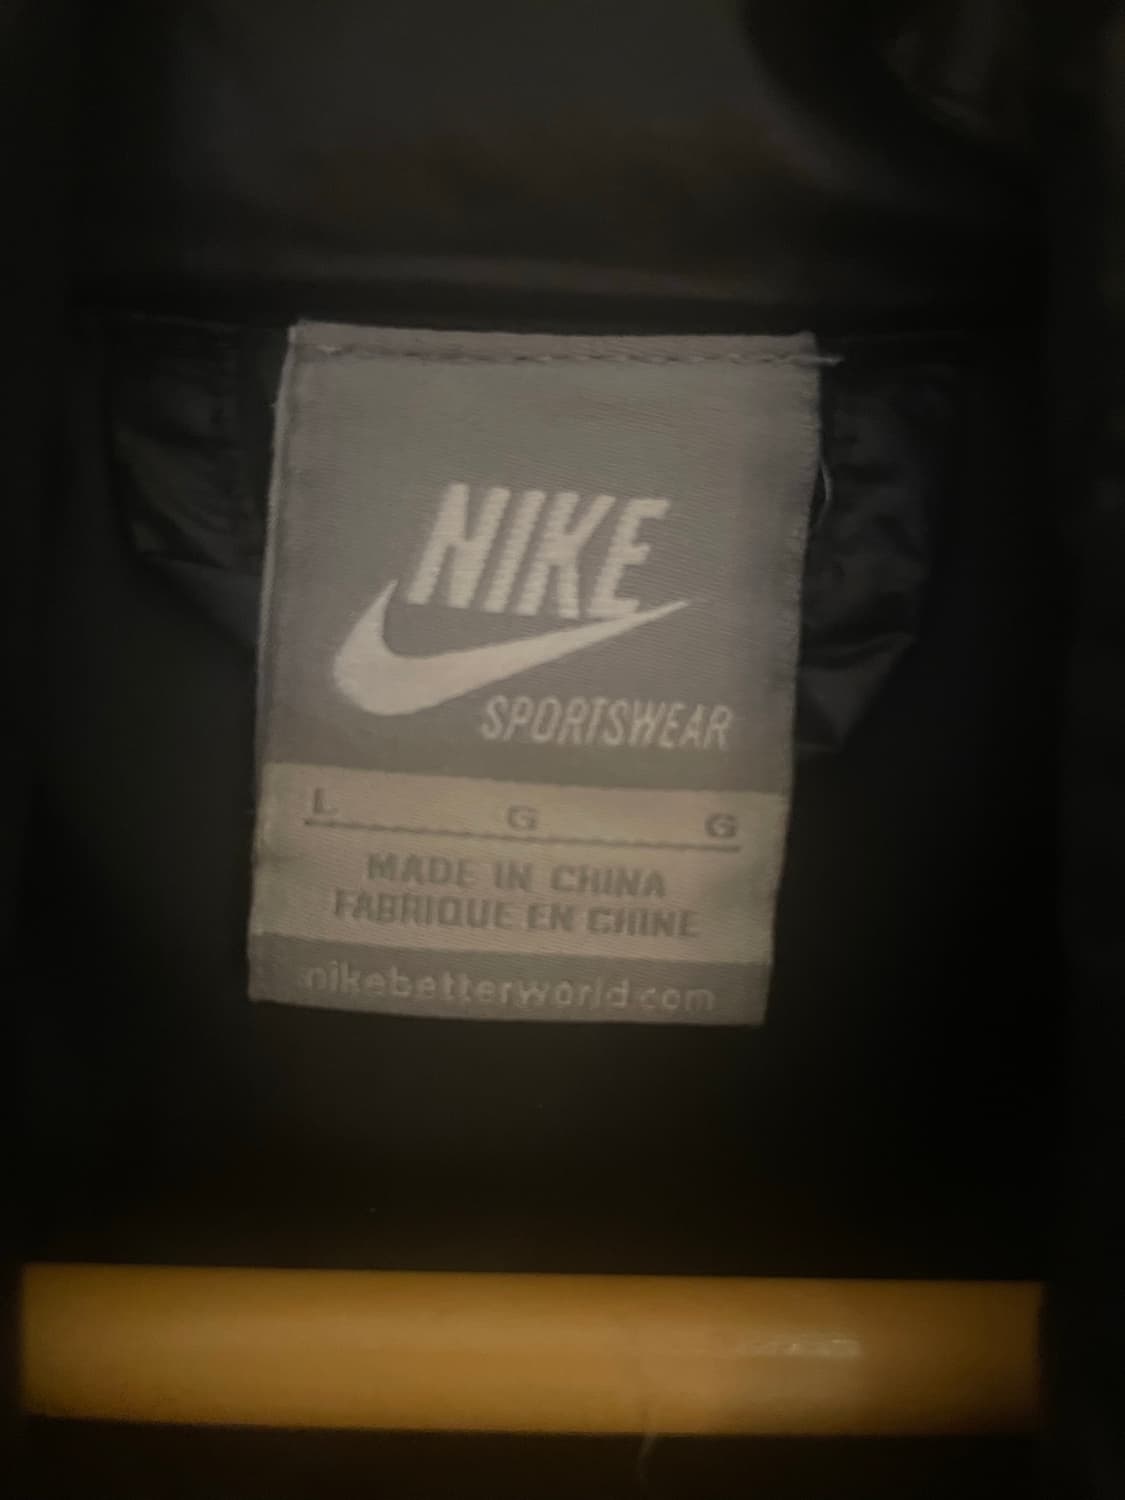 NIKE
SPORTSWEAR
L G G
MADE IN CHINA
FABRIQUE EN CHINE
nikebetterworld.com